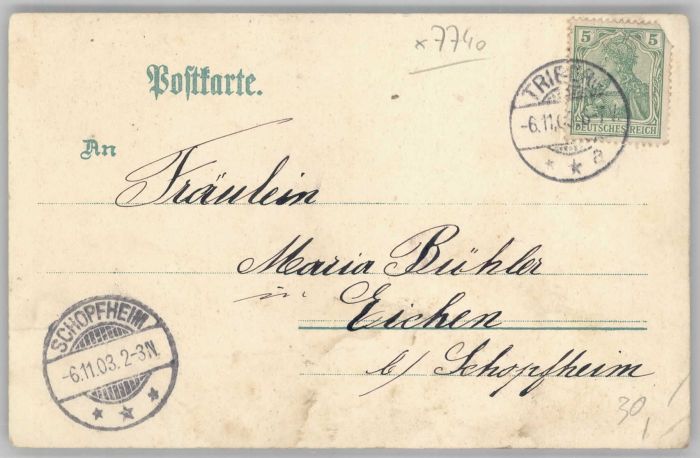 x7740
5 5
DEUTSCHES REICH
TRIBERG
-6.11.03.
* * a
Postkarte.
An
Fräulein
Maria Bühler
in Eichen
b/ Schopfheim
SCHOPFHEIM
-6.11.03. 2-3N.
* * *
30